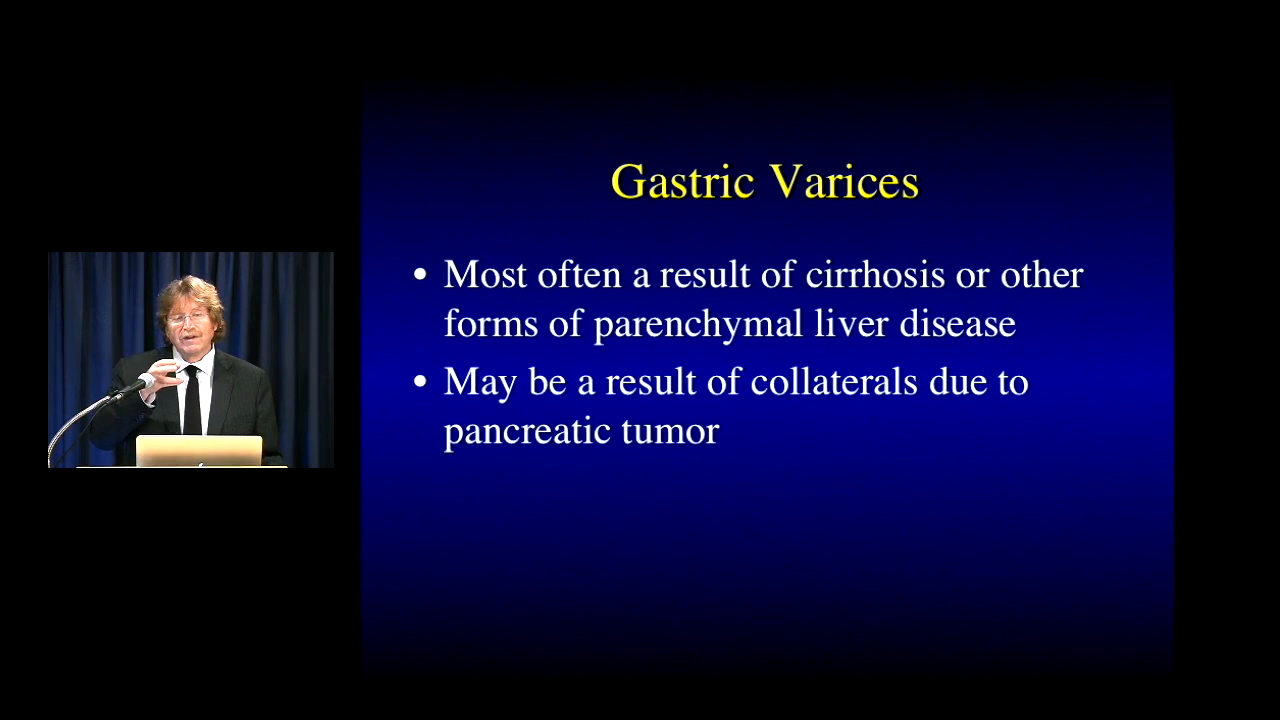 Gastric Varices
• Most often a result of cirrhosis or other
forms of parenchymal liver disease
• May be a result of collaterals due to
pancreatic tumor